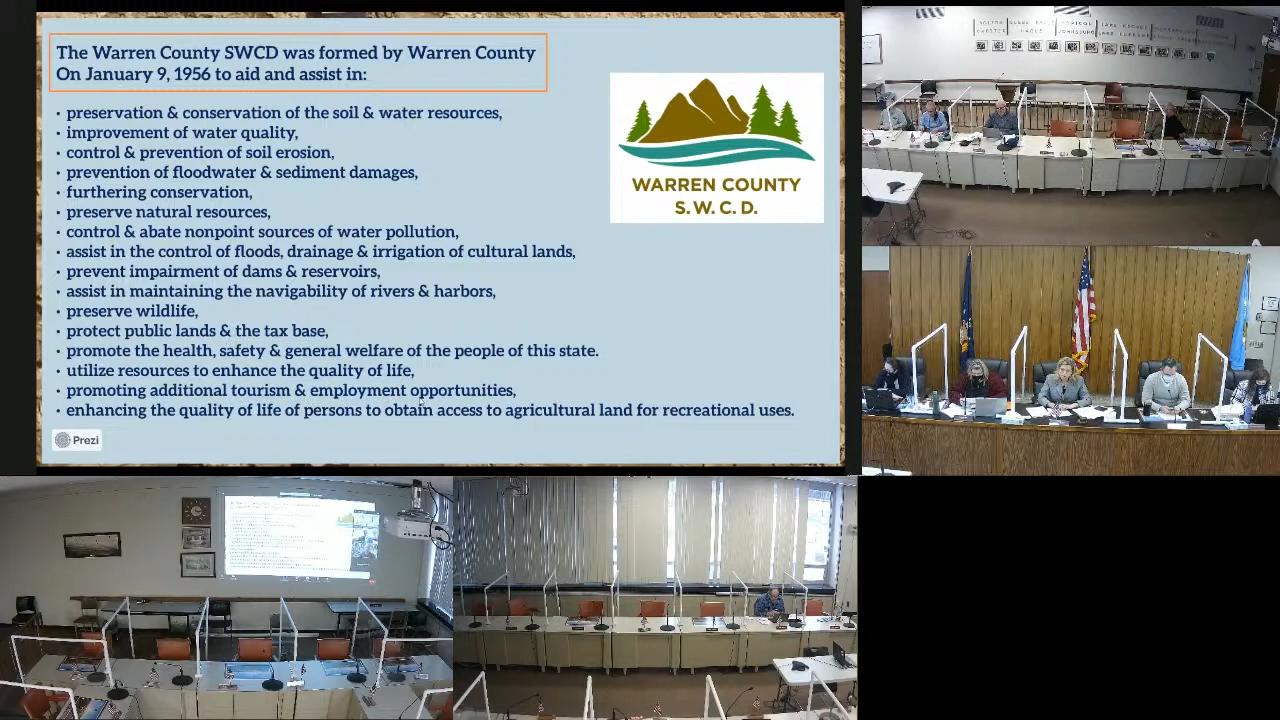 The Warren County SWCD was formed by Warren County
On January 9, 1956 to aid and assist in:
• preservation & conservation of the soil & water resources,
• improvement of water quality,
• control & prevention of soil erosion,
• prevention of floodwater & sediment damages,
• furthering conservation,
• preserve natural resources,
• control & abate nonpoint sources of water pollution,
• assist in the control of floods, drainage & irrigation of cultural lands,
• prevent impairment of dams & reservoirs,
• assist in maintaining the navigability of rivers & harbors,
• preserve wildlife,
• protect public lands & the tax base,
• promote the health, safety & general welfare of the people of this state.
• utilize resources to enhance the quality of life,
• promoting additional tourism & employment opportunities,
• enhancing the quality of life of persons to obtain access to agricultural land for recreational uses.
WARREN COUNTY
S.W.C.D.
Prezi